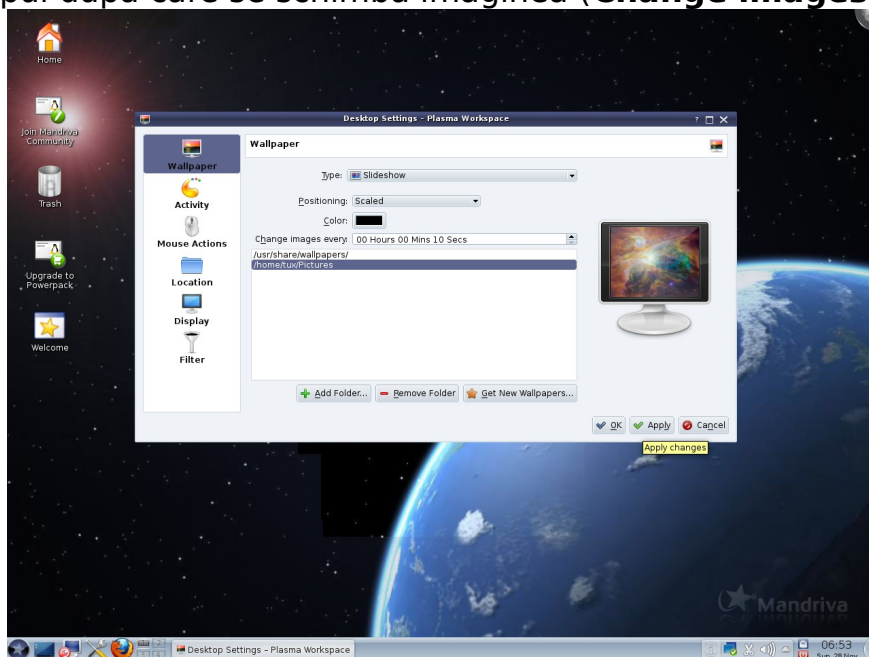 pul după care se schimbă imaginea (Change images
Home
Join Mandriva
Community
Trash
Upgrade to
Powerpack
Welcome
Desktop Settings - Plasma Workspace
Wallpaper
Wallpaper
Activity
Mouse Actions
Location
Display
Filter
Type: Slideshow
Positioning: Scaled
Color:
Change images every: 00 Hours 00 Mins 10 Secs
/usr/share/wallpapers/
/home/tux/Pictures
Add Folder... Remove Folder Get New Wallpapers...
OK Apply Cancel
Apply changes
Mandriva
Desktop Settings - Plasma Workspace
06:53
Sun, 28 Nov